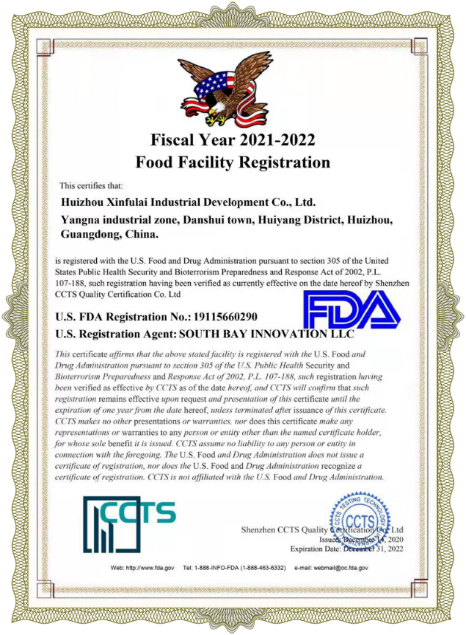 Fiscal Year 2021-2022
Food Facility Registration
This certifies that:
Huizhou Xinfulai Industrial Development Co., Ltd.
Yangna industrial zone, Danshui town, Huiyang District, Huizhou,
Guangdong, China.
is registered with the U.S. Food and Drug Administration pursuant to section 305 of the United
States Public Health Security and Bioterrorism Preparedness and Response Act of 2002, P.L.
107-188, such registration having been verified as currently effective on the date hereof by Shenzhen
CCTS Quality Certification Co. Ltd
FDA
U.S. FDA Registration No.: 19115660290
U.S. Registration Agent: SOUTH BAY INNOVATION LLC
This certificate affirms that the above stated facility is registered with the U.S. Food and
Drug Administration pursuant to section 305 of the U.S. Public Health Security and
Bioterrorism Preparedness and Response Act of 2002, P.L. 107-188, such registration having
been verified as effective by CCTS as of the date hereof, and CCTS will confirm that such
registration remains effective upon request and presentation of this certificate until the
expiration of one year from the date hereof, unless terminated after issuance of this certificate.
CCTS makes no other presentations or warranties, nor does this certificate make any
representations or warranties to any person or entity other than the named certificate holder,
for whose sole benefit it is issued. CCTS assume no liability to any person or entity in
connection with the foregoing. The U.S. Food and Drug Administration does not issue a
certificate of registration, nor does the U.S. Food and Drug Administration recognize a
certificate of registration. CCTS is not affiliated with the U.S. Food and Drug Administration.
CCTS
CCTS
TESTING TECHNOLOGY
Shenzhen CCTS Quality Certification Co., Ltd
Issued: December 14, 2020
Expiration Date: December 31, 2022
Web: http://www.fda.gov Tel: 1-888-INFO-FDA (1-888-463-6332) e-mail: webmail@oc.fda.gov